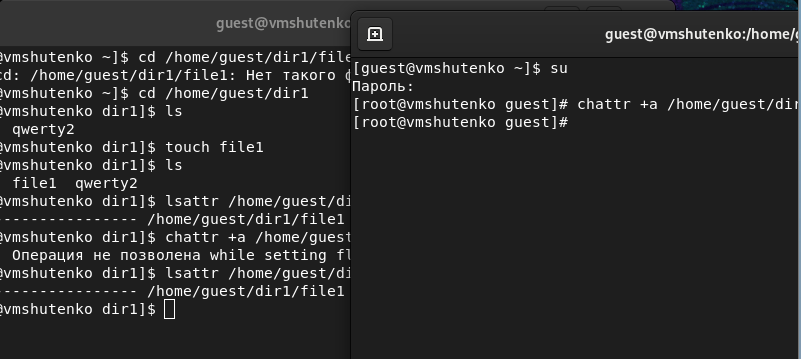 guest@vmshutenko
@vmshutenko ~]$ cd /home/guest/dir1/file
cd: /home/guest/dir1/file1: Нет такого
@vmshutenko ~]$ cd /home/guest/dir1
@vmshutenko dir1]$ ls
qwerty2
@vmshutenko dir1]$ touch file1
@vmshutenko dir1]$ ls
file1 qwerty2
@vmshutenko dir1]$ lsattr /home/guest/di
---------------- /home/guest/dir1/file1
@vmshutenko dir1]$ chattr +a /home/guest
Операция не позволена while setting fl
@vmshutenko dir1]$ lsattr /home/guest/di
---------------- /home/guest/dir1/file1
@vmshutenko dir1]$
guest@vmshutenko:/home/g
[guest@vmshutenko ~]$ su
Пароль:
[root@vmshutenko guest]# chattr +a /home/guest/dir
[root@vmshutenko guest]#